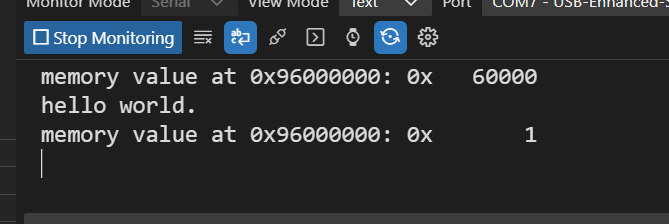 Monitor Mode Serial View Mode Text Port COM7 - USB-Enhanced-S
Stop Monitoring
memory value at 0x96000000: 0x   60000
hello world.
memory value at 0x96000000: 0x       1